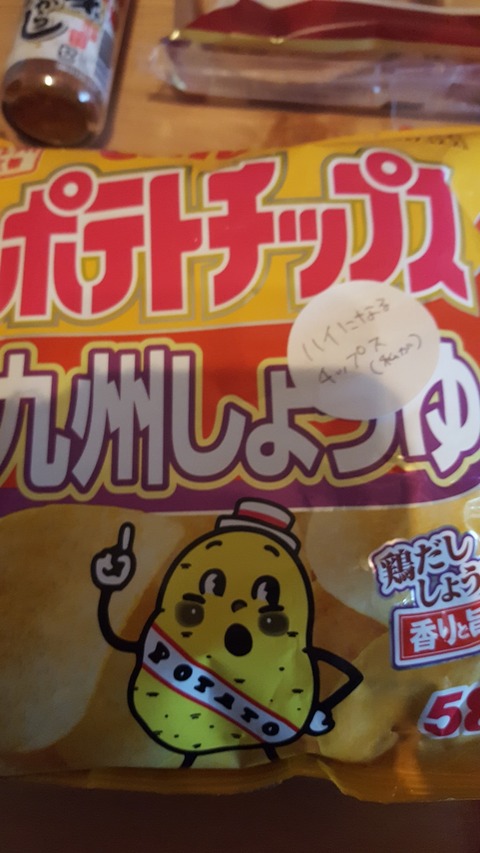 ポテトチップス
ハイになる
チップス
九州しょうゆ
鶏だし
しょう
香りと旨
POTATO
58